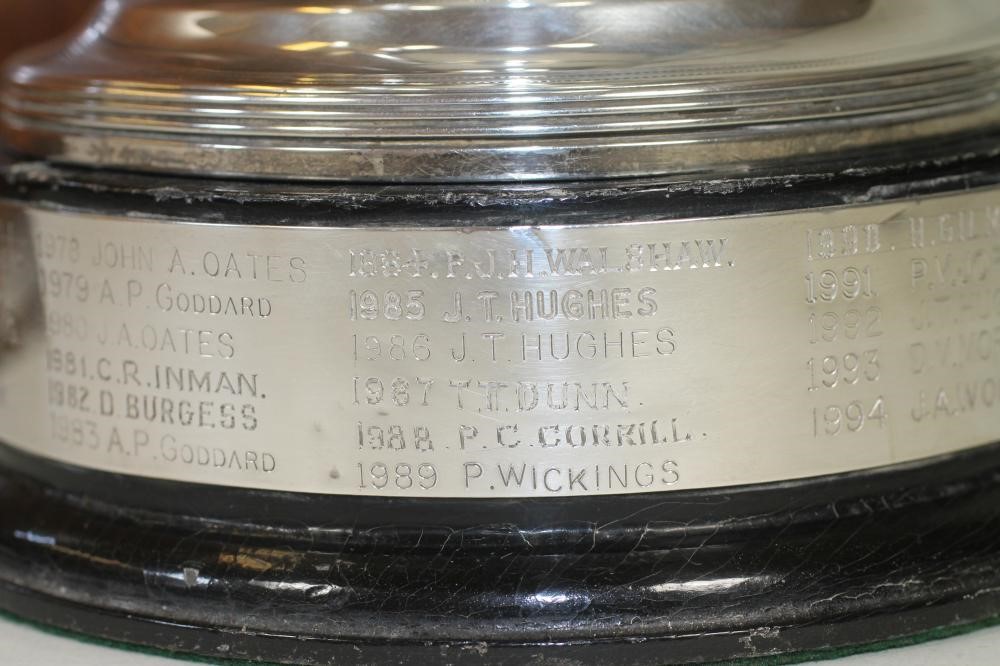 1978 JOHN A. OATES
1979 A.P. GODDARD
1980 J.A. OATES
1981. C.R. INMAN.
1982 D. BURGESS
1983 A.P. GODDARD
1984. P.J.H. WALSHAW.
1985 J.T. HUGHES
1986 J.T. HUGHES
1987 T.T. DUNN.
1988 P.C. CORKILL.
1989 P. WICKINGS
1990
1991 P.V.
1992
1993 D.V.
1994 J.A.